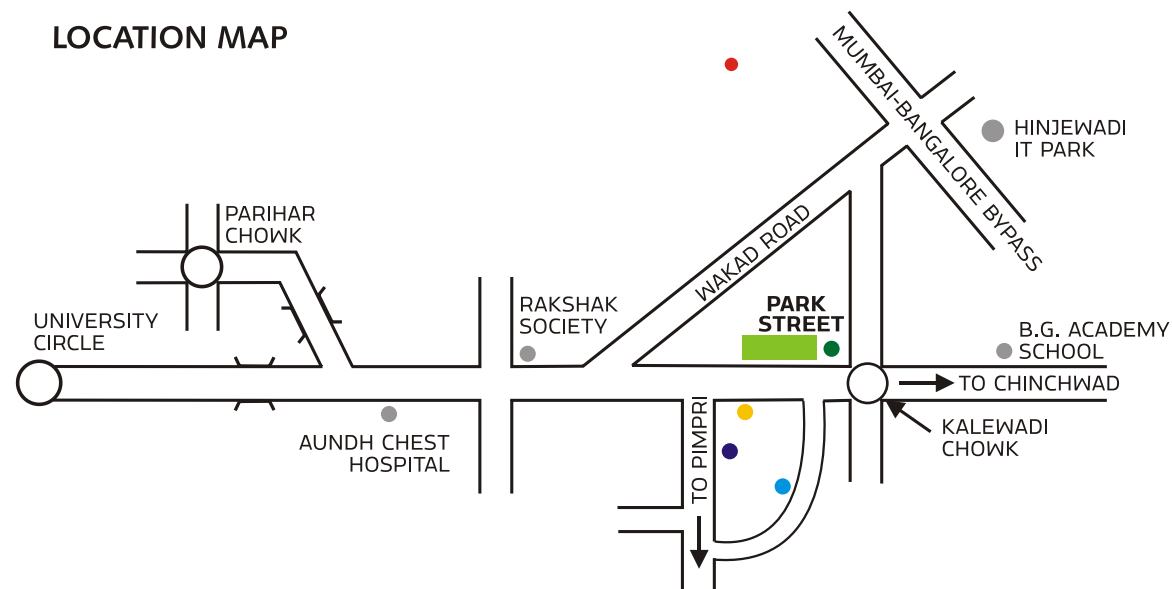 LOCATION MAP
MUMBAI-BANGALORE BYPASS
HINJEWADI
IT PARK
PARIHAR
CHOWK
WAKAD ROAD
UNIVERSITY
CIRCLE
RAKSHAK
SOCIETY
PARK
STREET
B.G. ACADEMY
SCHOOL
TO CHINCHWAD
AUNDH CHEST
HOSPITAL
TO PIMPRI
KALEWADI
CHOWK